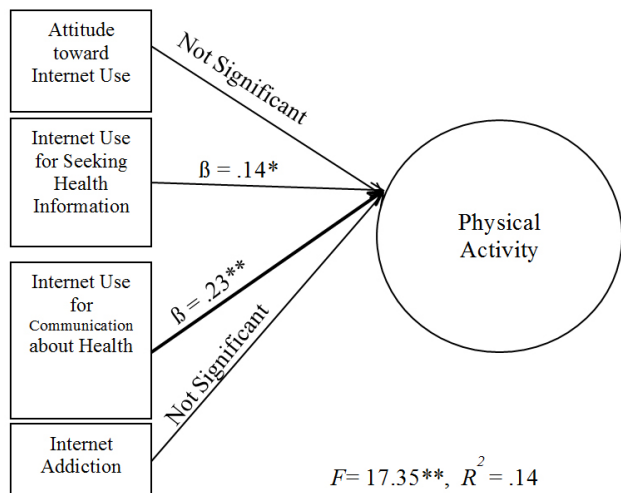 Attitude
toward
Internet Use
Not Significant
Internet Use
for Seeking
Health
Information
ß = .14*
Internet Use
for
Communication
about Health
ß = .23**
Internet
Addiction
Not Significant
Physical
Activity
F= 17.35**, R² = .14